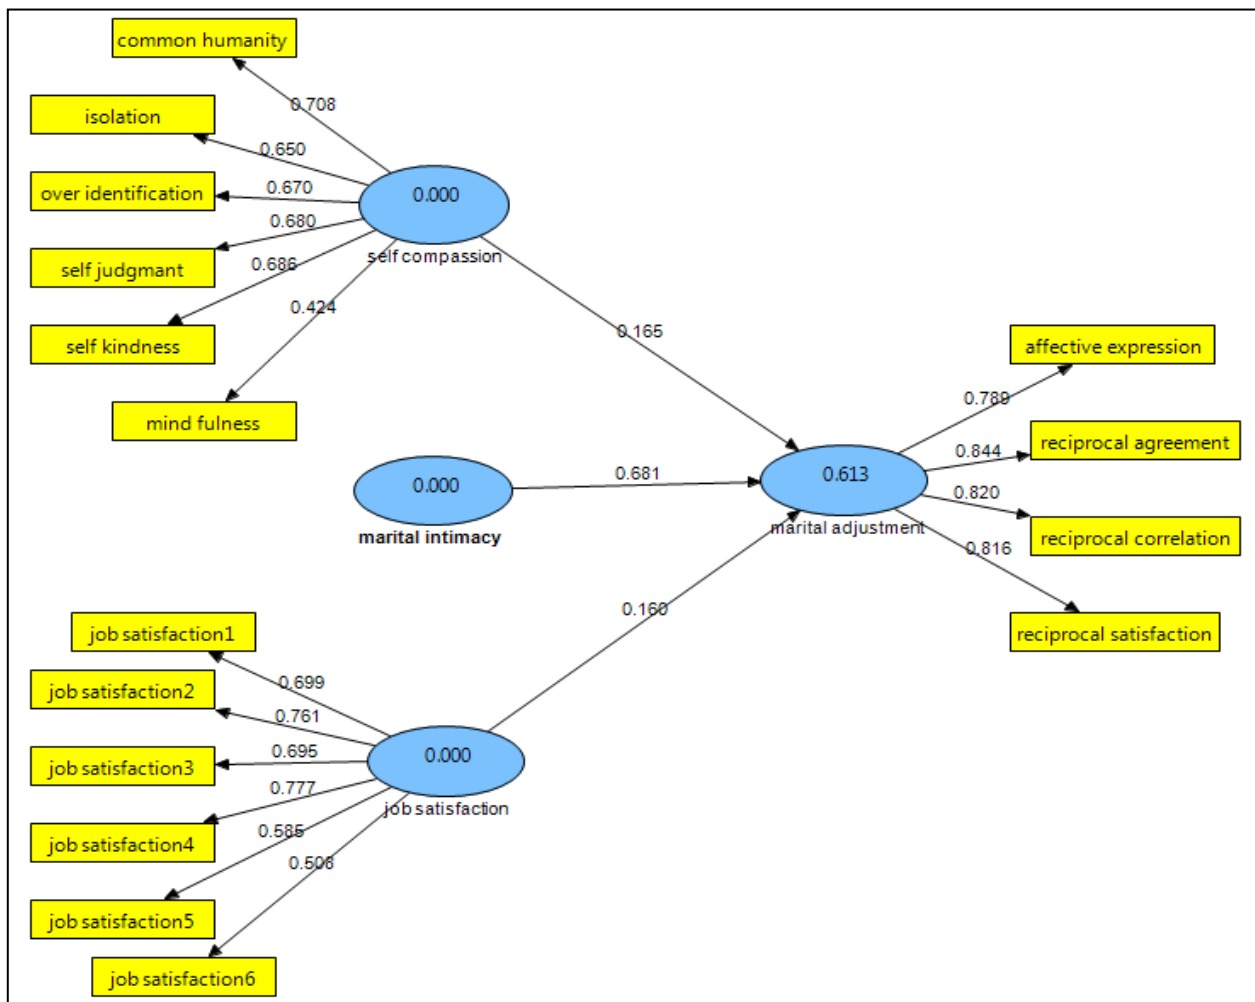 common humanity
0.708
isolation
0.650
over identification
0.670
0.680
self judgmant
0.686
self kindness
0.424
mind fulness
0.000
self compassion
0.165
0.000
marital intimacy
0.681
0.613
marital adjustment
affective expression
0.789
reciprocal agreement
0.844
0.820
reciprocal correlation
0.816
reciprocal satisfaction
0.160
job satisfaction1
0.699
job satisfaction2
0.761
job satisfaction3
0.695
0.777
job satisfaction4
0.585
job satisfaction5
0.508
job satisfaction6
0.000
job satisfaction